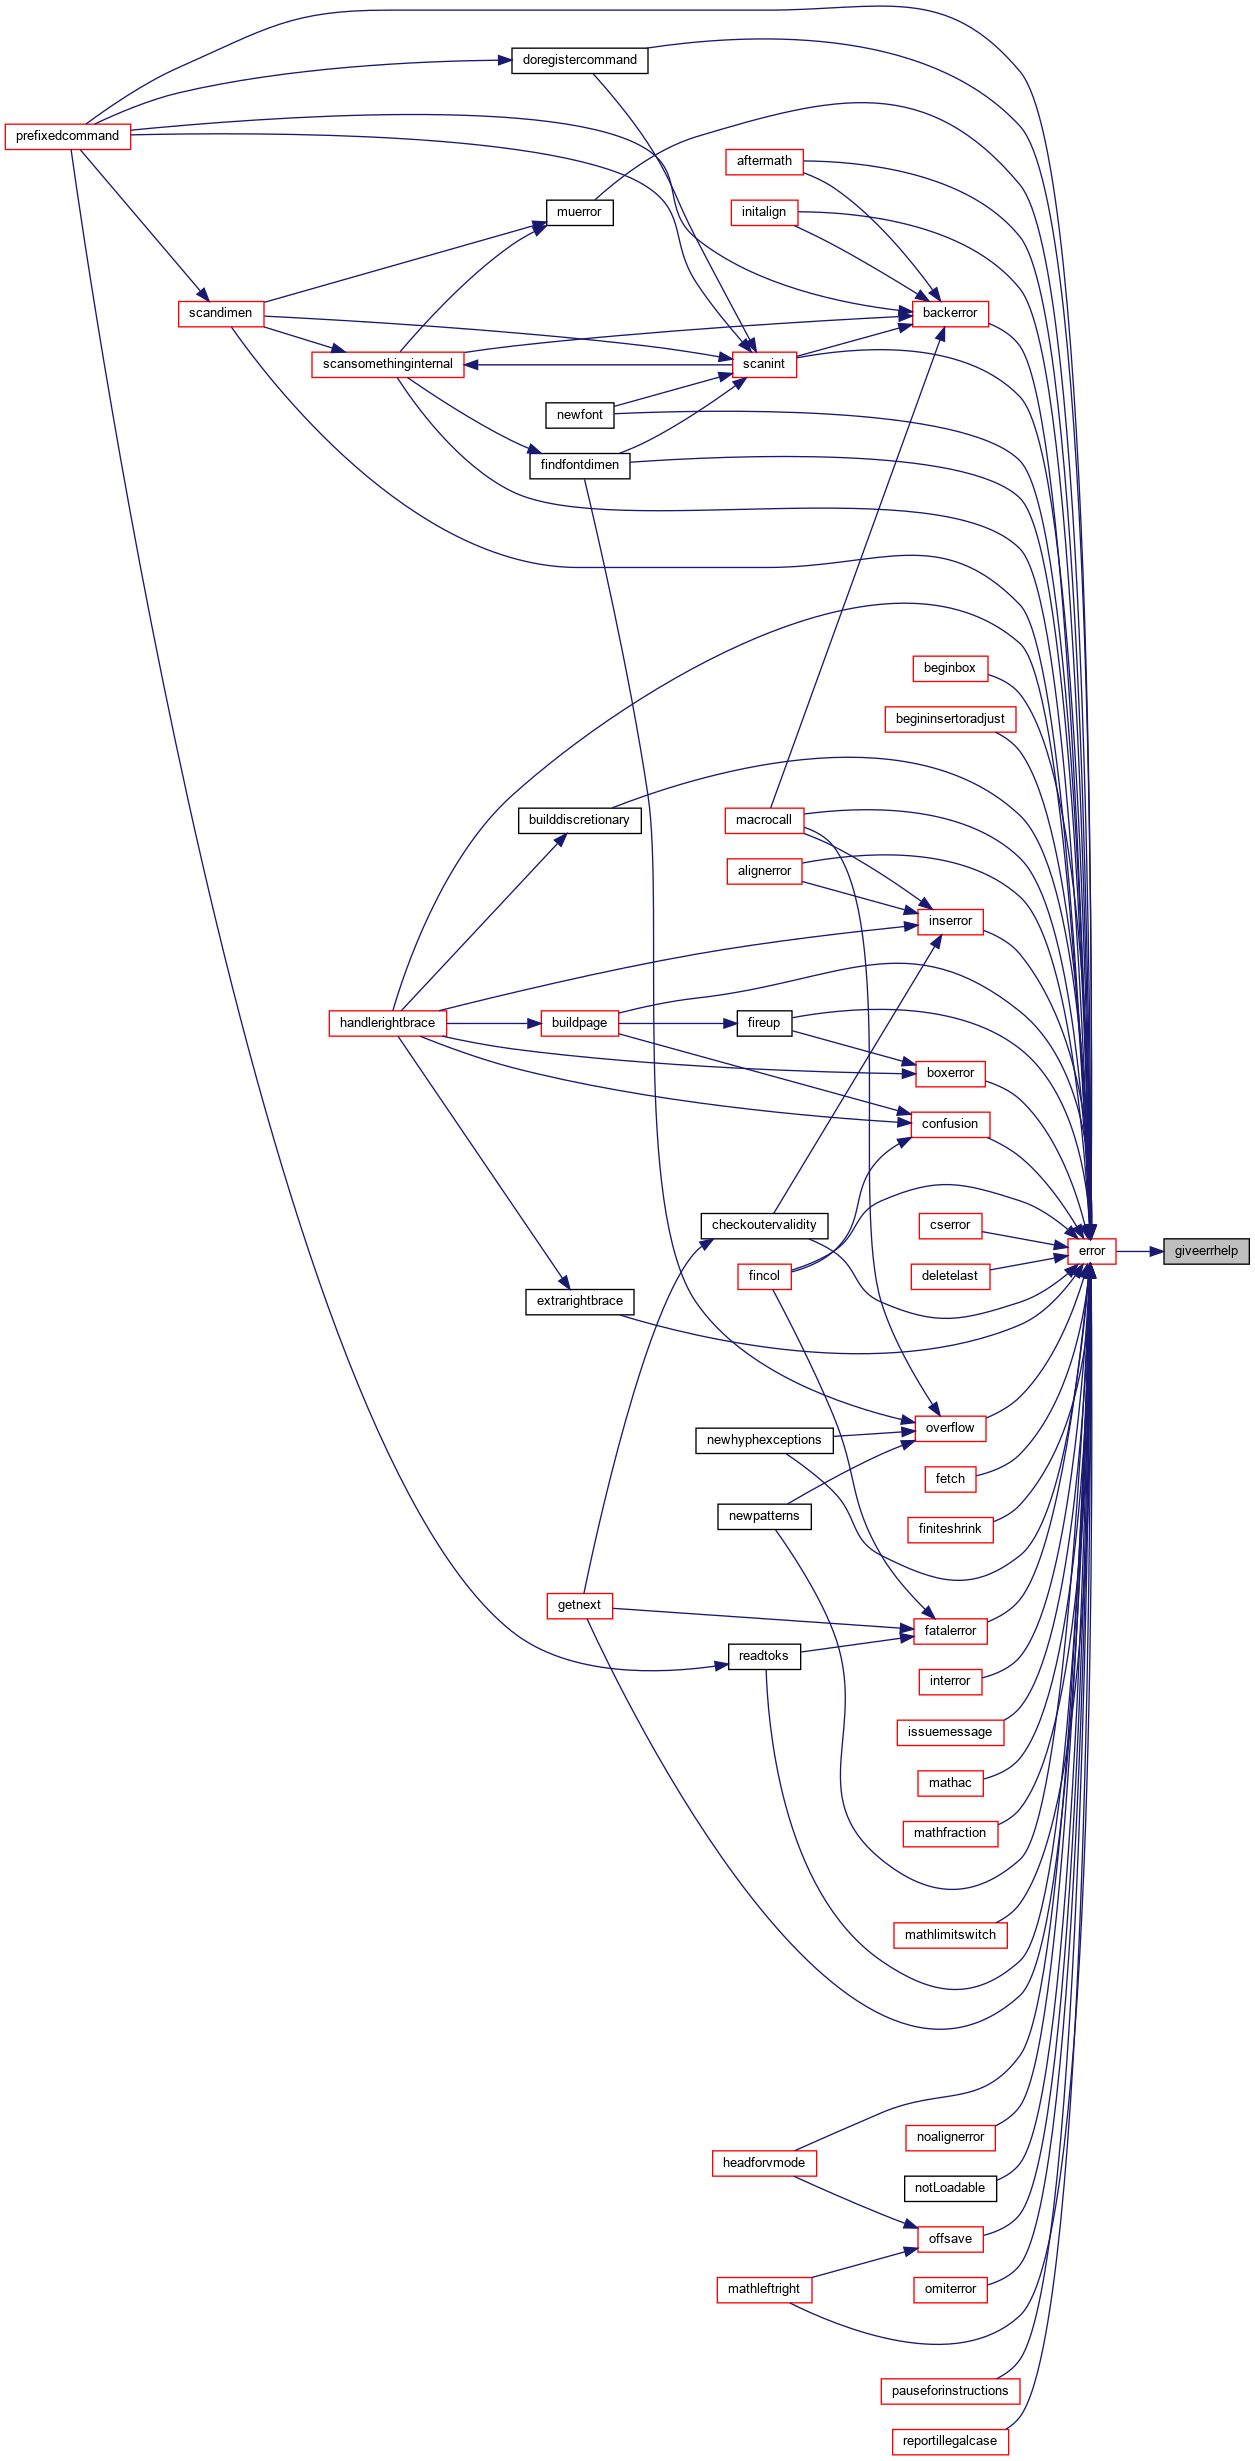 doregistercommand
prefixedcommand
aftermath
muerror
initalign
scandimen
backerror
scansomethinginternal
scanint
newfont
findfontdimen
beginbox
begininsertoradjust
builddiscretionary
macrocall
alignerror
inserror
handlerightbrace
buildpage
fireup
boxerror
confusion
checkoutervalidity
cserror
error
giveerrhelp
fincol
deletelast
extrarightbrace
overflow
newhyphexceptions
fetch
newpatterns
finiteshrink
getnext
fatalerror
readtoks
interror
issuemessage
mathac
mathfraction
mathlimitswitch
noalignerror
headforvmode
notLoadable
offsave
mathleftright
omiterror
pauseforinstructions
reportillegalcase